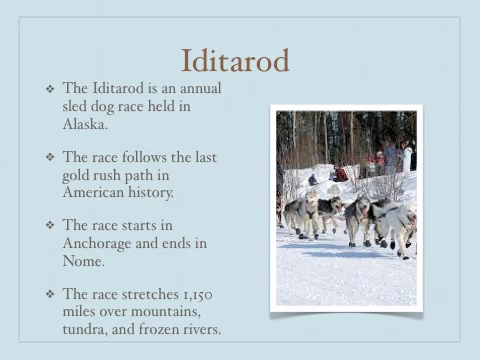 Iditarod
❖ The Iditarod is an annual
sled dog race held in
Alaska.
❖ The race follows the last
gold rush path in
American history.
❖ The race starts in
Anchorage and ends in
Nome.
❖ The race stretches 1,150
miles over mountains,
tundra, and frozen rivers.